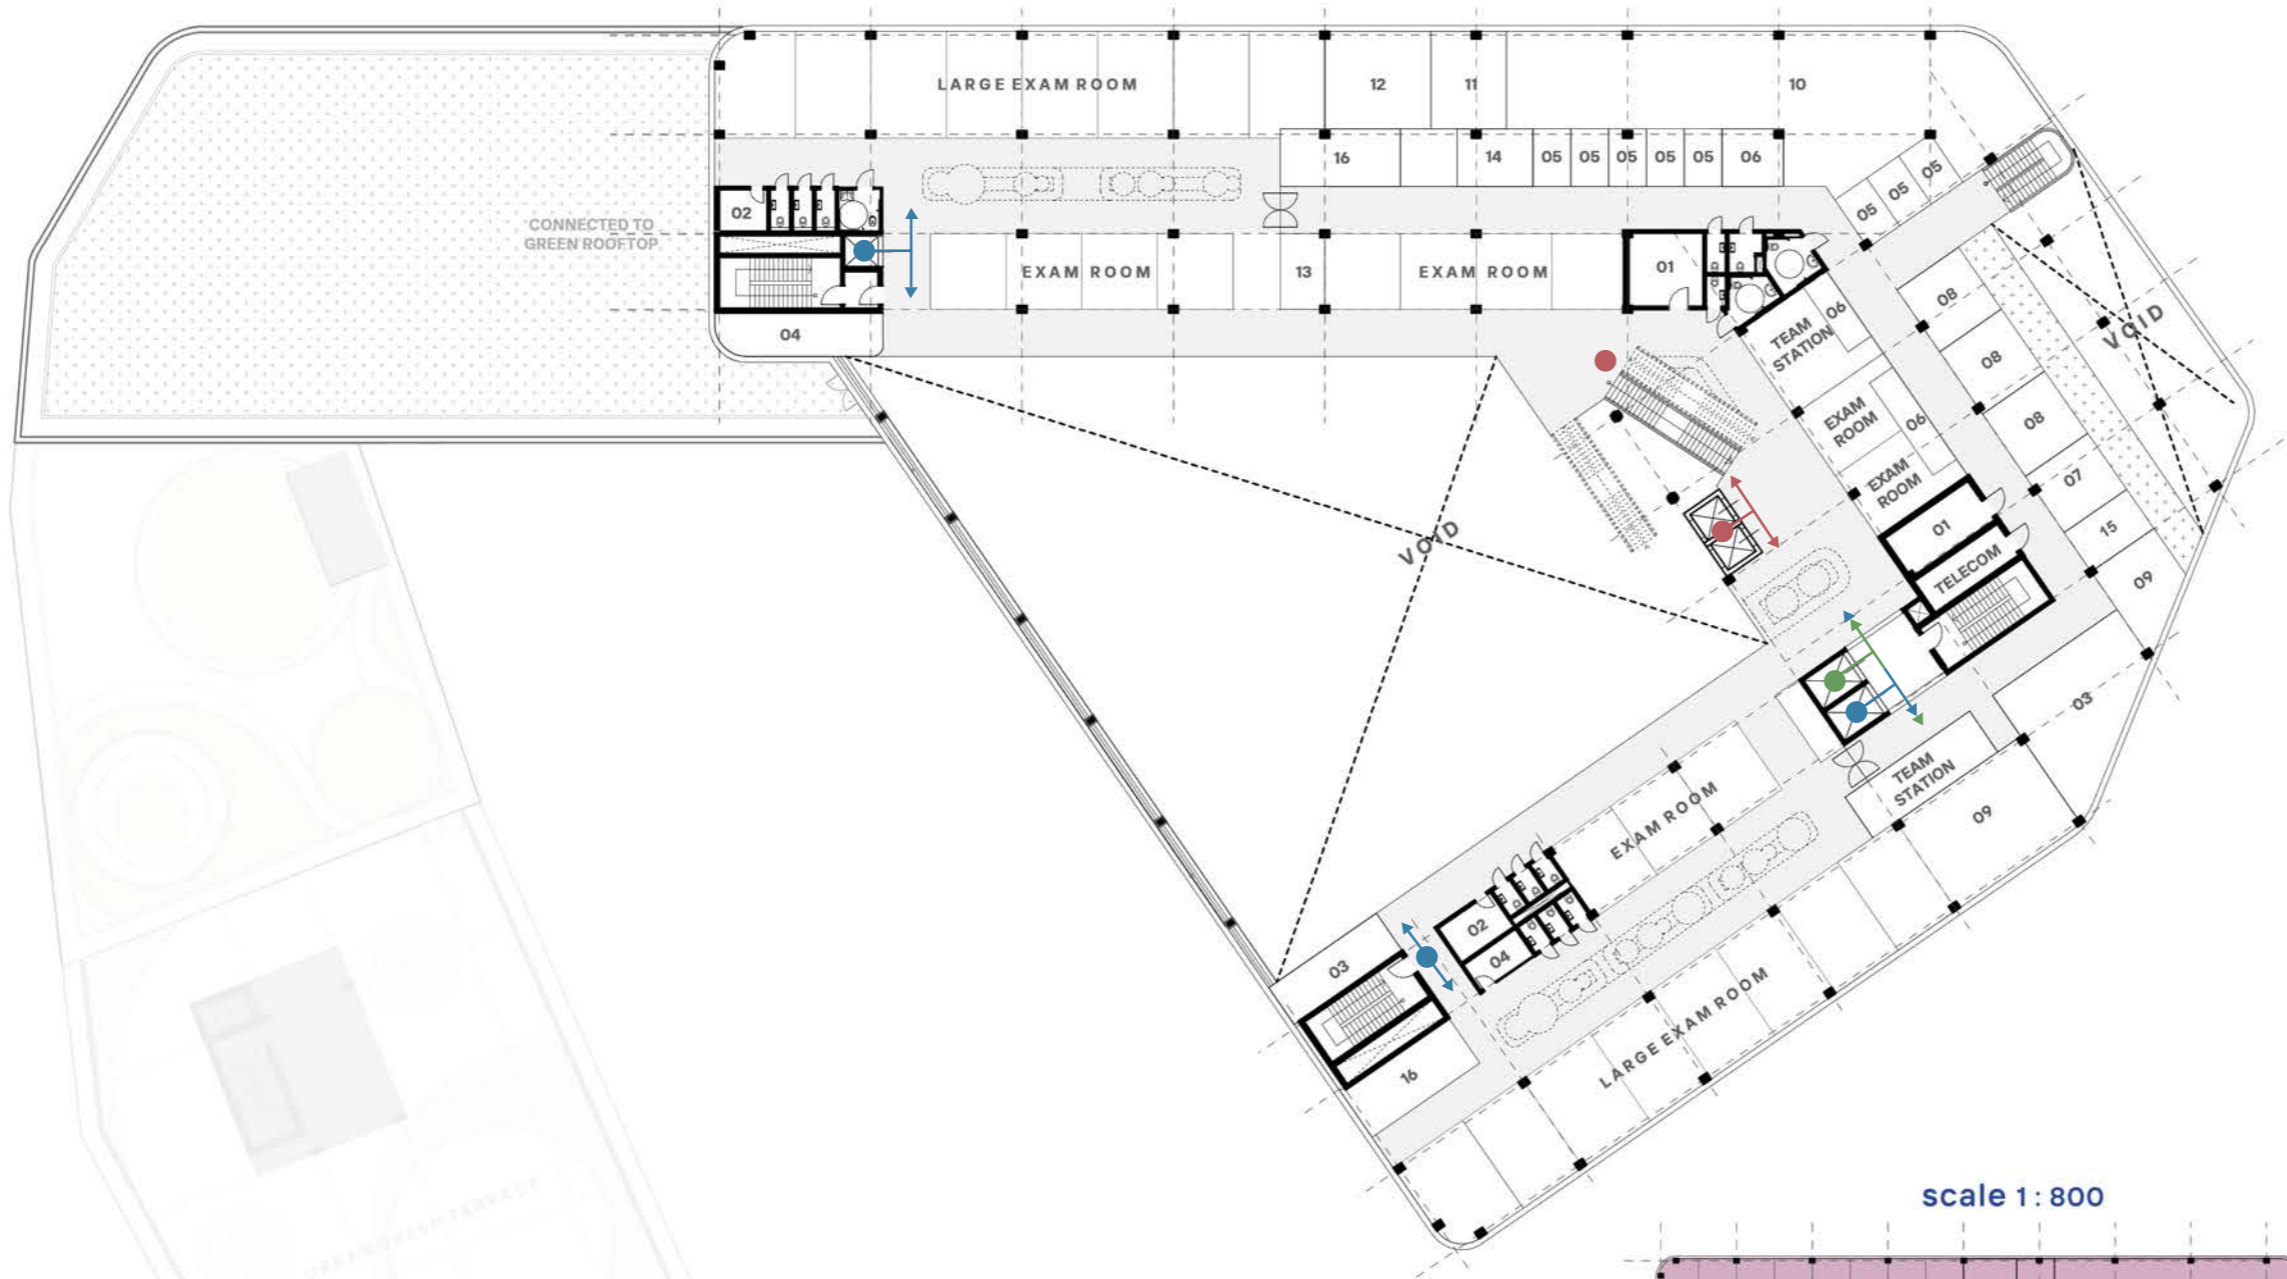 LARGE EXAM ROOM
12
11
10
16
14
05
05
05
05
05
06
05
05
05
02
CONNECTED TO
GREEN ROOFTOP
EXAM ROOM
13
EXAM ROOM
01
04
TEAM
STATION
06
08
VOID
08
EXAM
ROOM
06
08
EXAM
ROOM
07
VOID
01
15
TELECOM
09
03
TEAM
STATION
09
EXAM ROOM
02
04
03
16
LARGE EXAM ROOM
scale 1 : 800